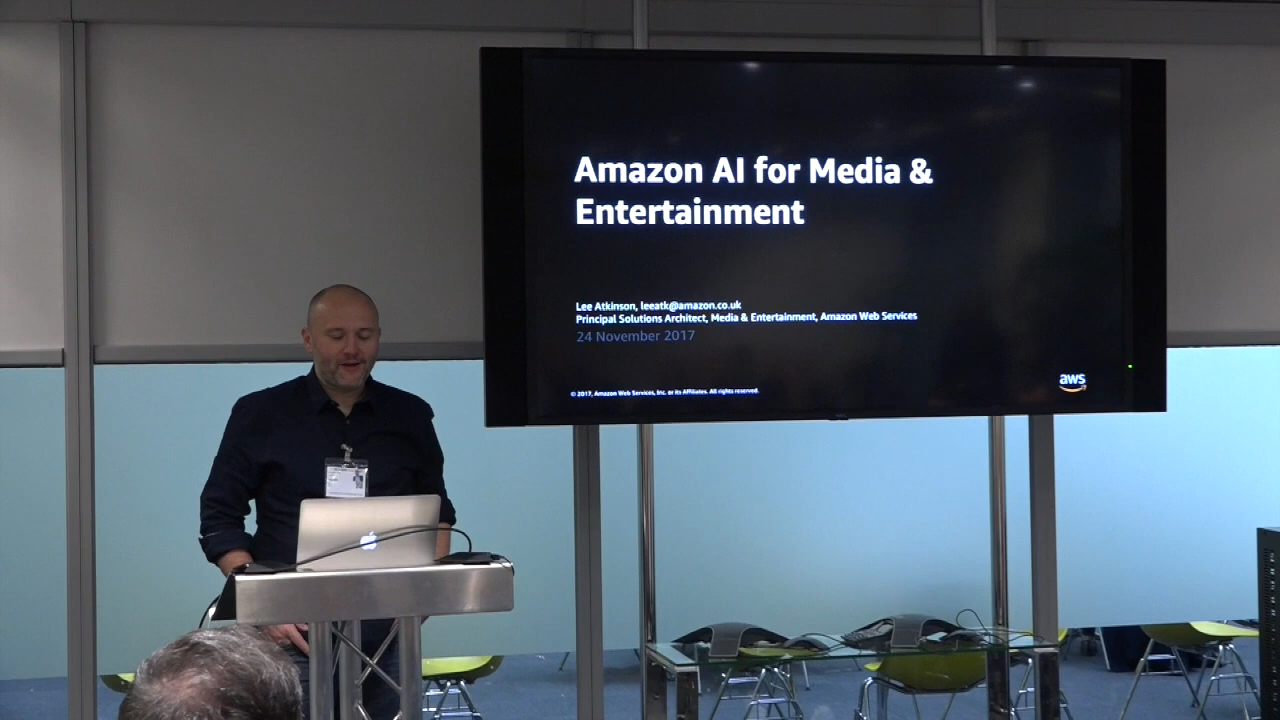 Amazon AI for Media &
Entertainment
Lee Atkinson, leeatk@amazon.co.uk
Principal Solutions Architect, Media & Entertainment, Amazon Web Services
24 November 2017
© 2017, Amazon Web Services, Inc. or its Affiliates. All rights reserved.
aws